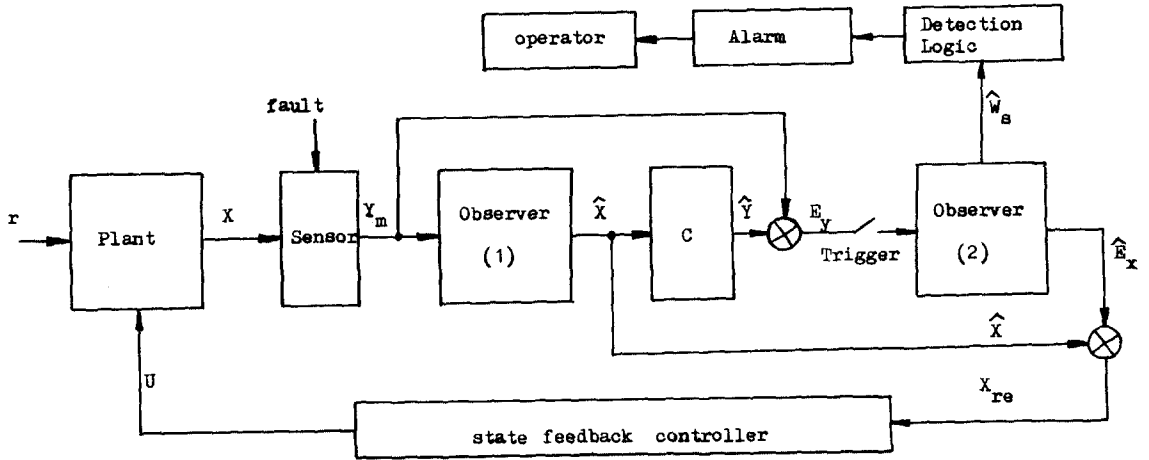 operator
Alarm
Detection
Logic
fault
Ŵs
r
Plant
X
Sensor
Ym
Observer
(1)
X̂
C
Ŷ
Ey
Trigger
Observer
(2)
Êx
X̂
U
Xre
state feedback controller